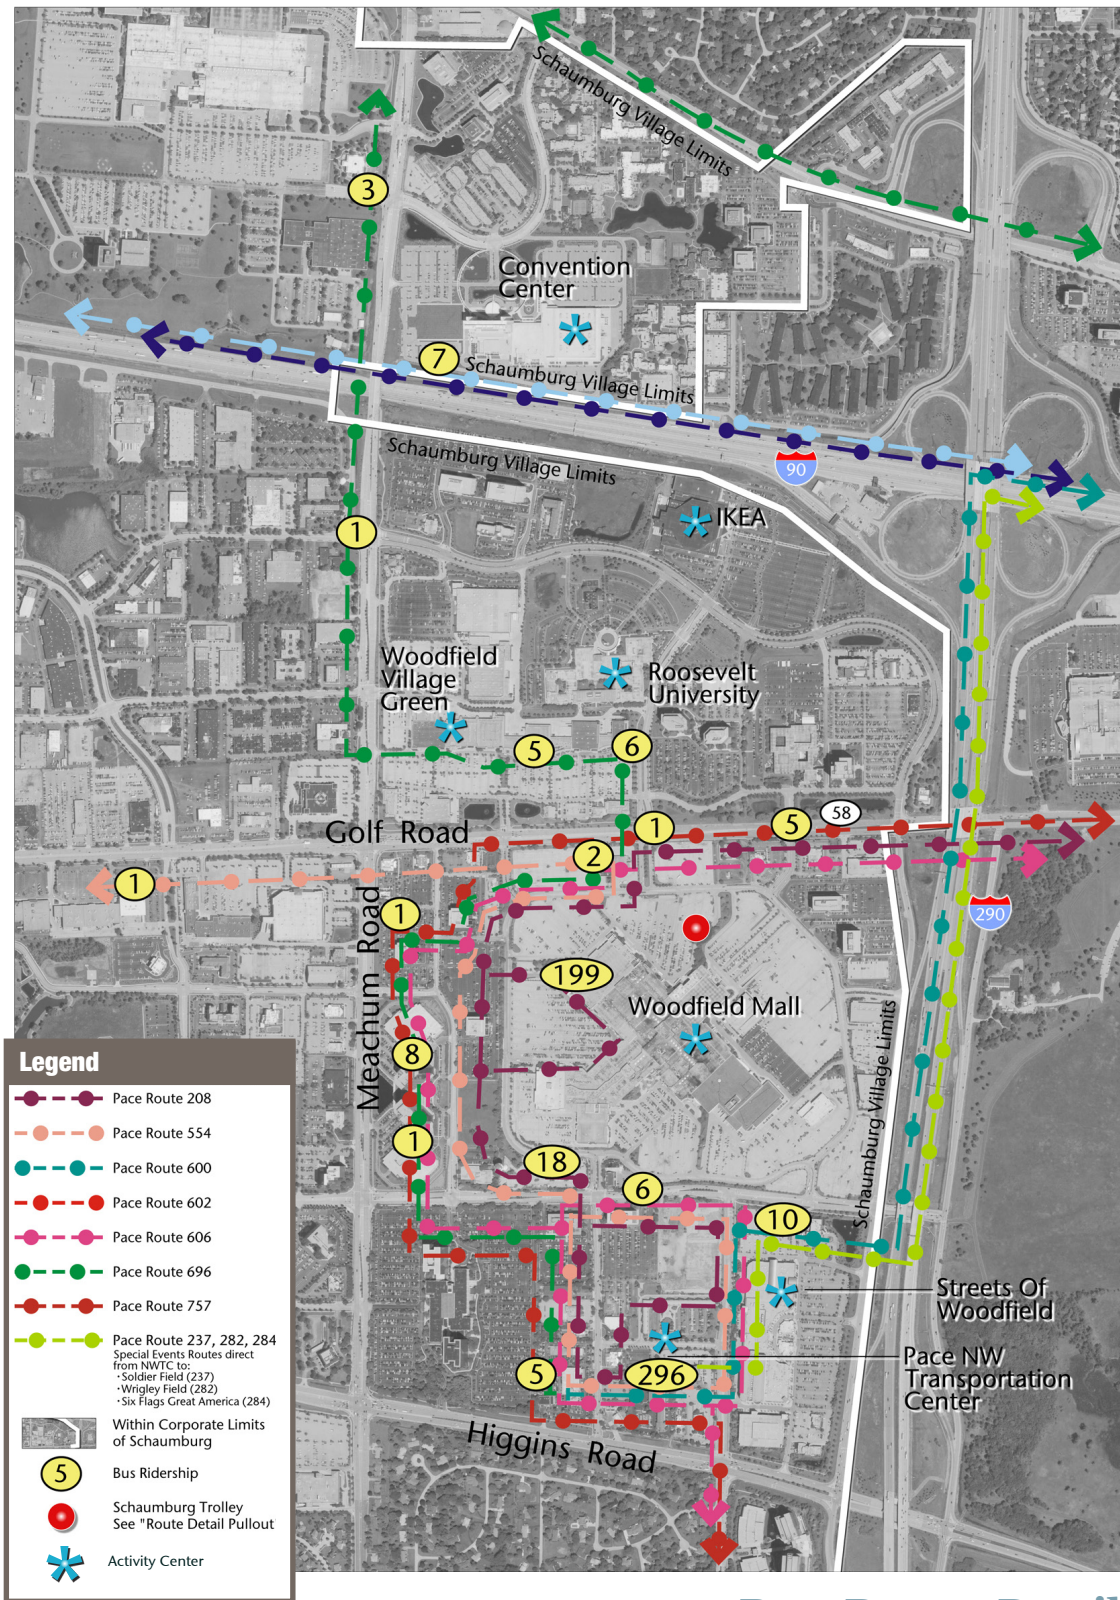 Schaumburg Village Limits
3
Convention
Center
7
Schaumburg Village Limits
Schaumburg Village Limits
90
IKEA
1
Woodfield
Village
Green
Roosevelt
University
5
6
Golf Road
1
5
58
2
1
Meachum Road
1
290
199
Woodfield Mall
8
1
Schaumburg Village Limits
18
6
10
Streets Of
Woodfield
5
296
Pace NW
Transportation
Center
Higgins Road
Legend
Pace Route 208
Pace Route 554
Pace Route 600
Pace Route 602
Pace Route 606
Pace Route 696
Pace Route 757
Pace Route 237, 282, 284
Special Events Routes direct
from NWTC to:
· Soldier Field (237)
· Wrigley Field (282)
· Six Flags Great America (284)
Within Corporate Limits
of Schaumburg
5 Bus Ridership
Schaumburg Trolley
See "Route Detail Pullout
Activity Center